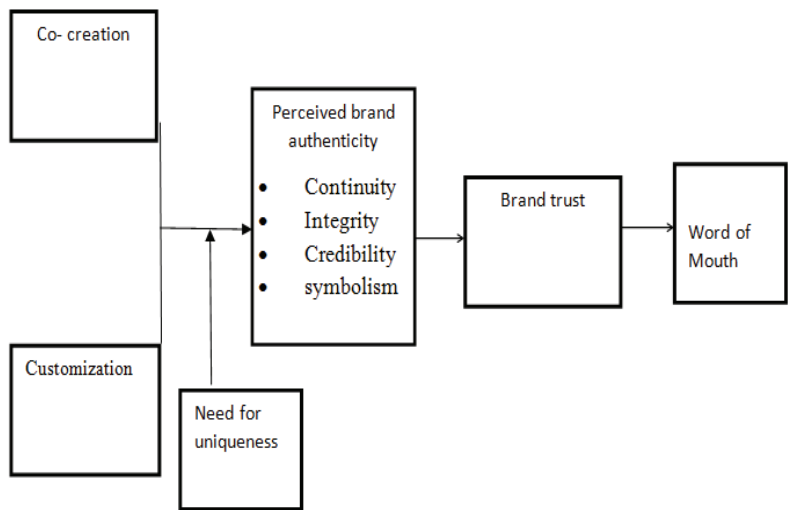 Co- creation
Perceived brand
authenticity
• Continuity
• Integrity
• Credibility
• symbolism
Brand trust
Word of
Mouth
Customization
Need for
uniqueness